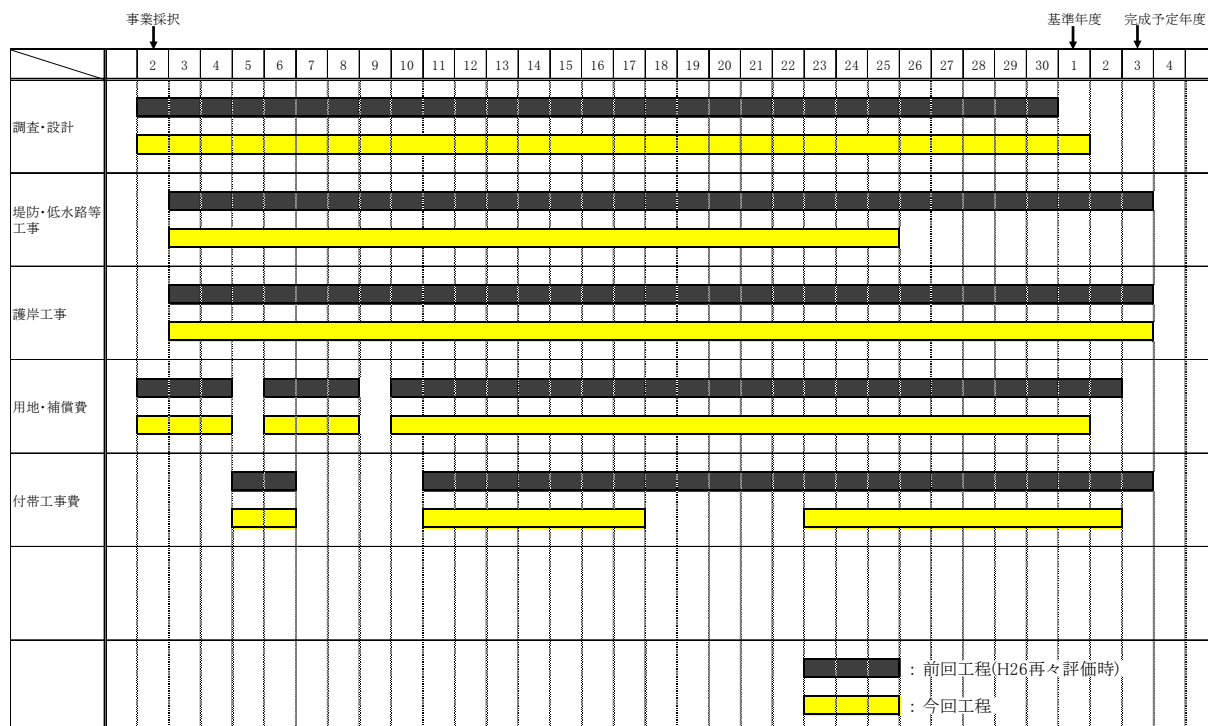 事業採択
基準年度 完成予定年度
2 3 4 5 6 7 8 9 10 11 12 13 14 15 16 17 18 19 20 21 22 23 24 25 26 27 28 29 30 1 2 3 4
調査・設計
堤防・低水路等
工事
護岸工事
用地・補償費
付帯工事費
：前回工程(H26再々評価時)
：今回工程